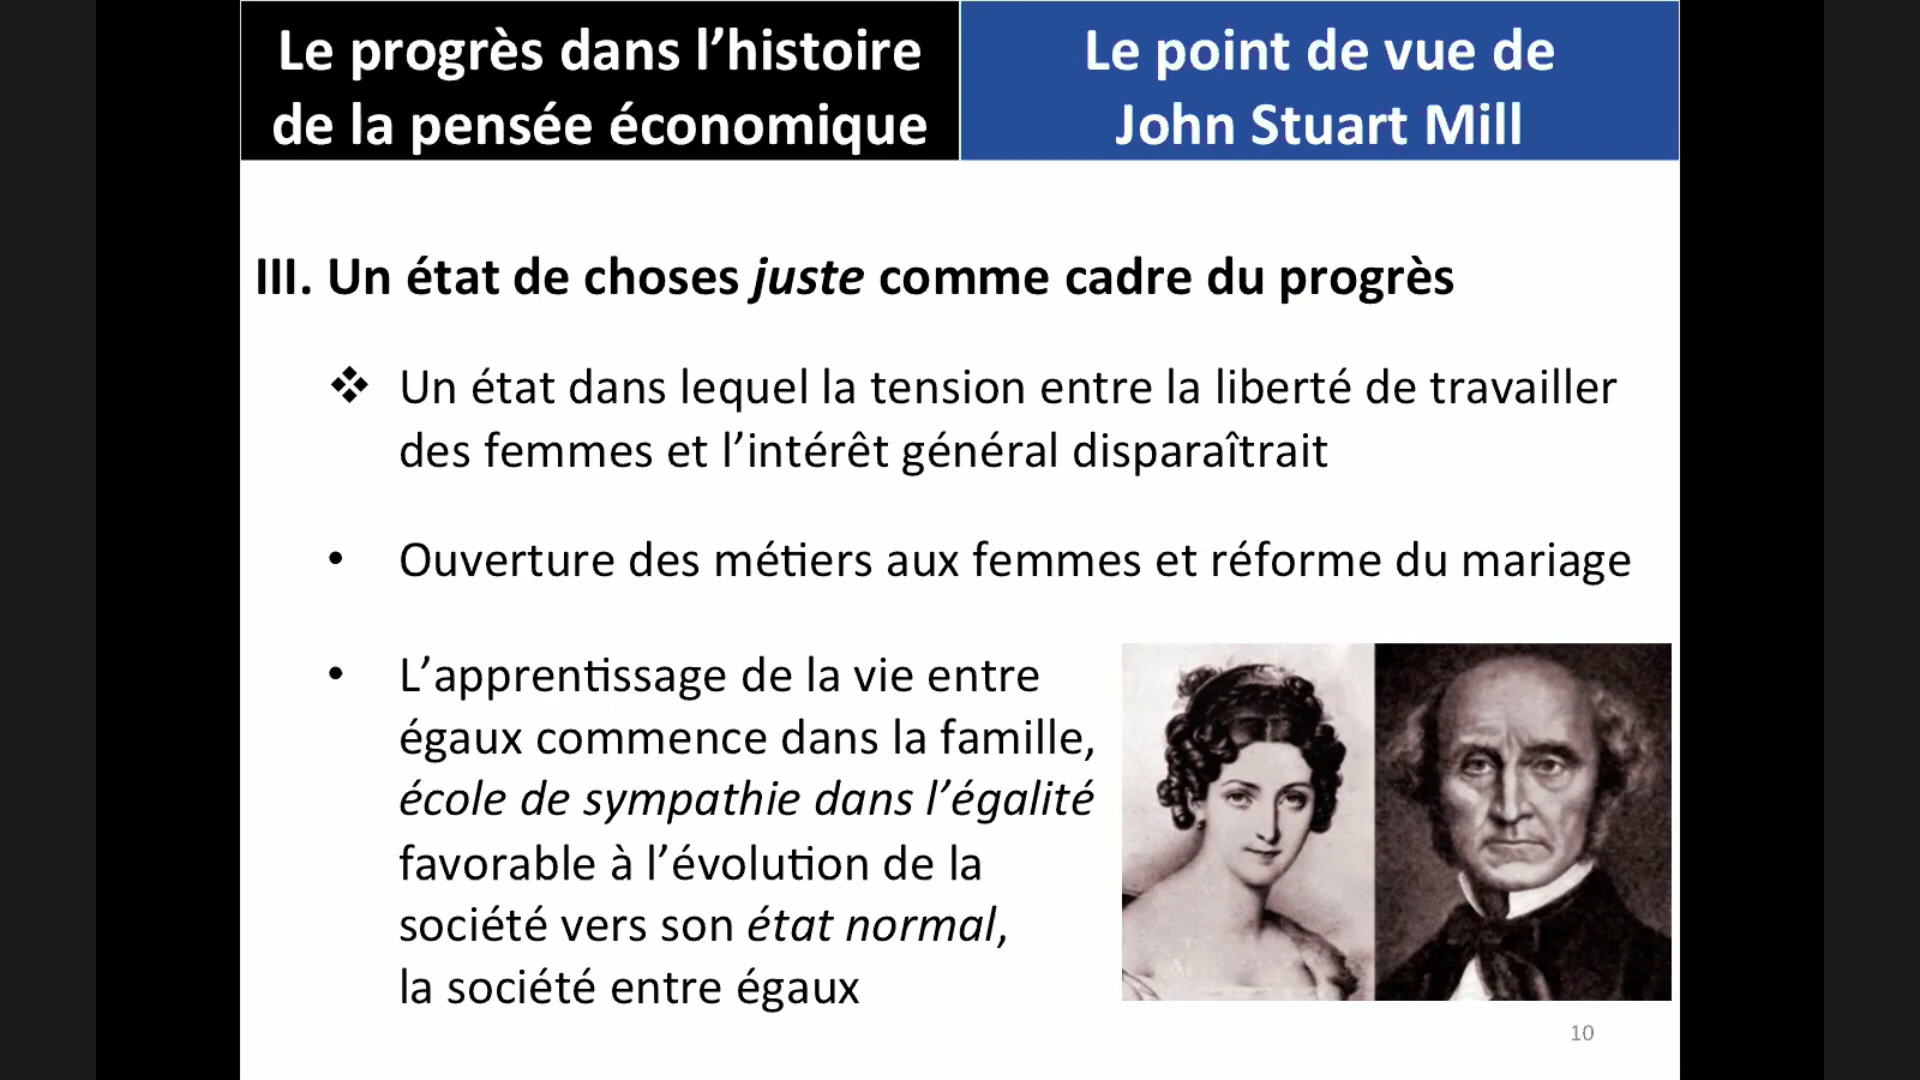 Le progrès dans l’histoire
de la pensée économique
Le point de vue de
John Stuart Mill
III. Un état de choses juste comme cadre du progrès
❖ Un état dans lequel la tension entre la liberté de travailler
des femmes et l’intérêt général disparaîtrait
• Ouverture des métiers aux femmes et réforme du mariage
• L’apprentissage de la vie entre
égaux commence dans la famille,
école de sympathie dans l’égalité
favorable à l’évolution de la
société vers son état normal,
la société entre égaux
10